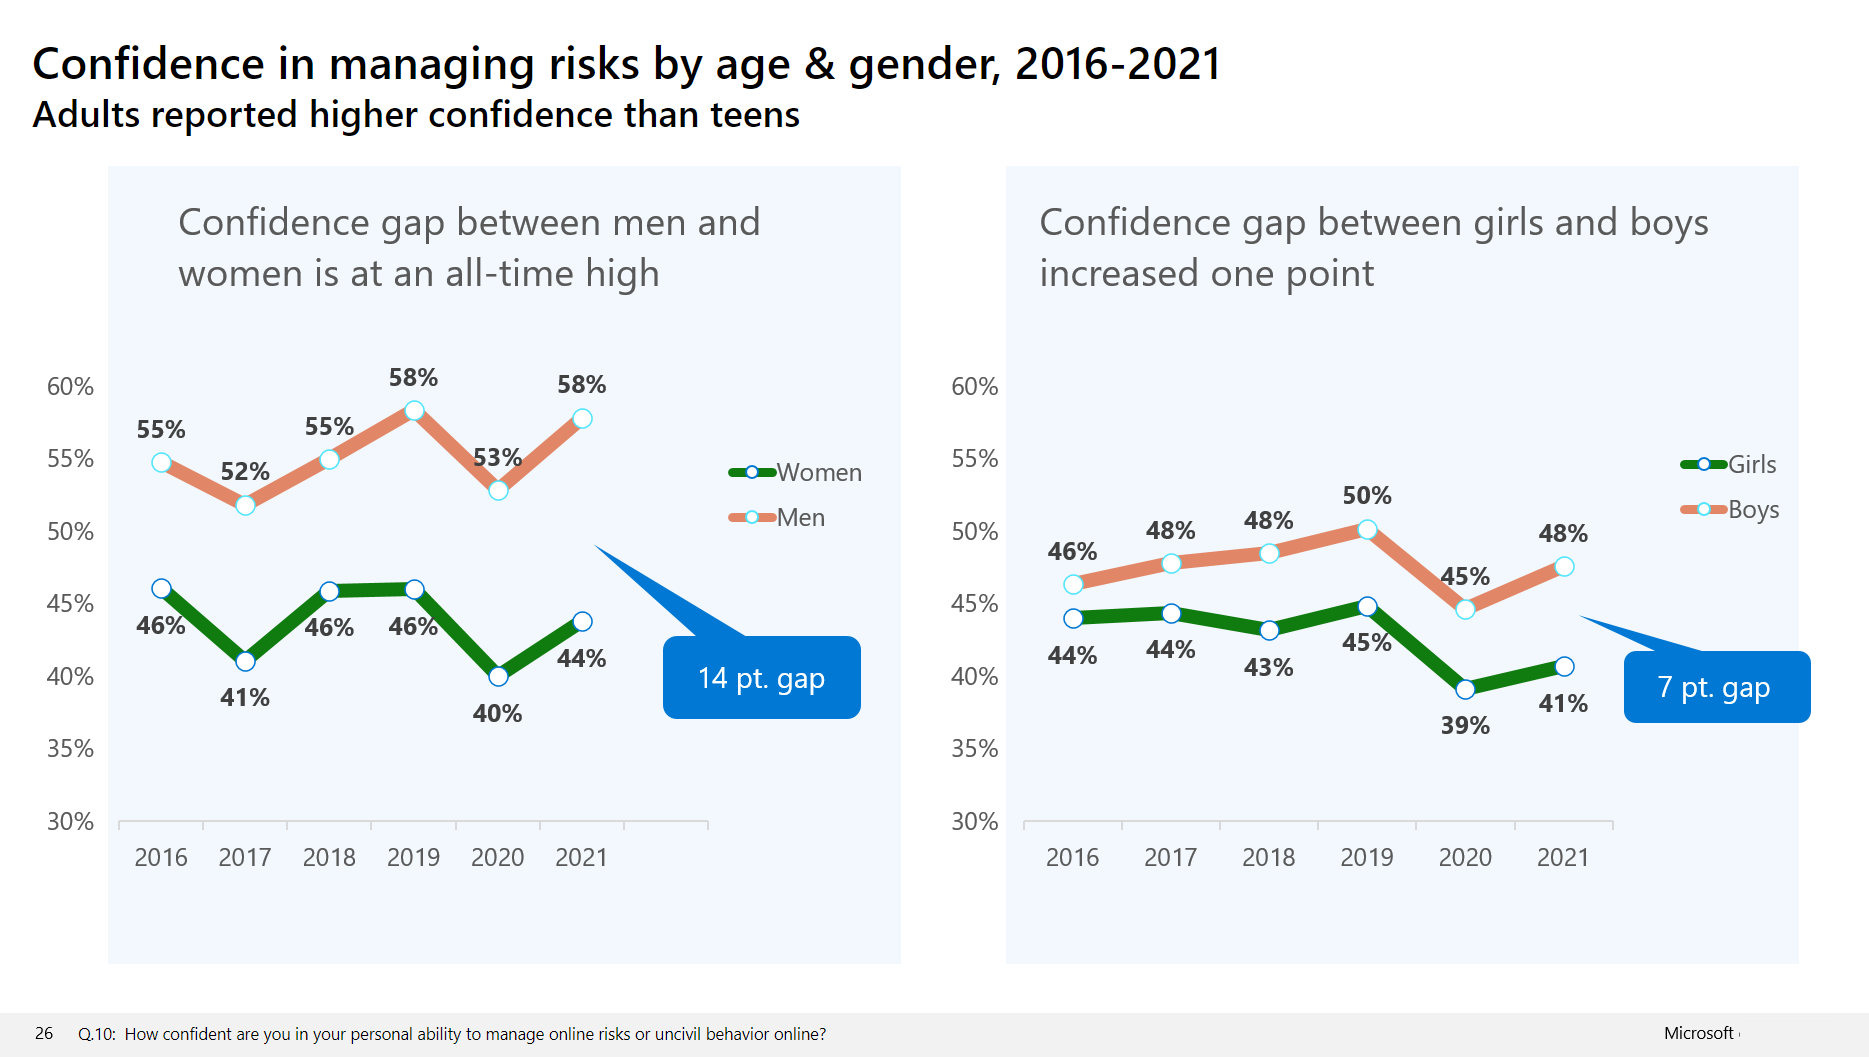 Confidence in managing risks by age & gender, 2016-2021
Adults reported higher confidence than teens
Confidence gap between men and
women is at an all-time high
60%
55%
50%
45%
40%
35%
30%
55%
52%
55%
58%
53%
58%
46%
41%
46%
46%
40%
44%
Women
Men
14 pt. gap
2016 2017 2018 2019 2020 2021
Confidence gap between girls and boys
increased one point
60%
55%
50%
45%
40%
35%
30%
46%
48%
48%
50%
45%
48%
44%
44%
43%
45%
39%
41%
Girls
Boys
7 pt. gap
2016 2017 2018 2019 2020 2021
26 Q.10: How confident are you in your personal ability to manage online risks or uncivil behavior online?
Microsoft